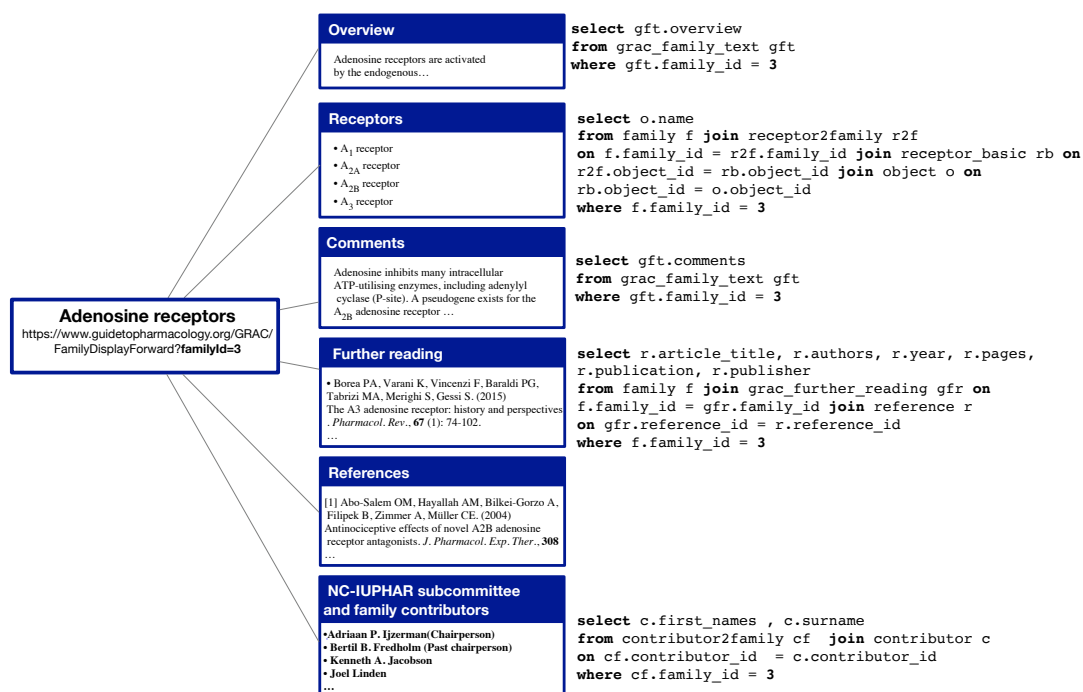 Overview
Adenosine receptors are activated
by the endogenous…
select gft.overview
from grac_family_text gft
where gft.family_id = 3
Receptors
• A1 receptor
• A2A receptor
• A2B receptor
• A3 receptor
select o.name
from family f join receptor2family r2f
on f.family_id = r2f.family_id join receptor_basic rb on
r2f.object_id = rb.object_id join object o on
rb.object_id = o.object_id
where f.family_id = 3
Comments
Adenosine inhibits many intracellular
ATP-utilising enzymes, including adenylyl
cyclase (P-site). A pseudogene exists for the
A2B adenosine receptor …
select gft.comments
from grac_family_text gft
where gft.family_id = 3
Adenosine receptors
https://www.guidetopharmacology.org/GRAC/
FamilyDisplayForward?familyId=3
Further reading
• Borea PA, Varani K, Vincenzi F, Baraldi PG,
Tabrizi MA, Merighi S, Gessi S. (2015)
The A3 adenosine receptor: history and perspectives
. Pharmacol. Rev., 67 (1): 74-102.
…
select r.article_title, r.authors, r.year, r.pages,
r.publication, r.publisher
from family f join grac_further_reading gfr on
f.family_id = gfr.family_id join reference r
on gfr.reference_id = r.reference_id
where f.family_id = 3
References
[1] Abo-Salem OM, Hayallah AM, Bilkei-Gorzo A,
Filipek B, Zimmer A, Müller CE. (2004)
Antinociceptive effects of novel A2B adenosine
receptor antagonists. J. Pharmacol. Exp. Ther., 308
…
NC-IUPHAR subcommittee
and family contributors
•Adriaan P. Ijzerman(Chairperson)
• Bertil B. Fredholm (Past chairperson)
• Kenneth A. Jacobson
• Joel Linden
…
select c.first_names , c.surname
from contributor2family cf join contributor c
on cf.contributor_id = c.contributor_id
where cf.family_id = 3